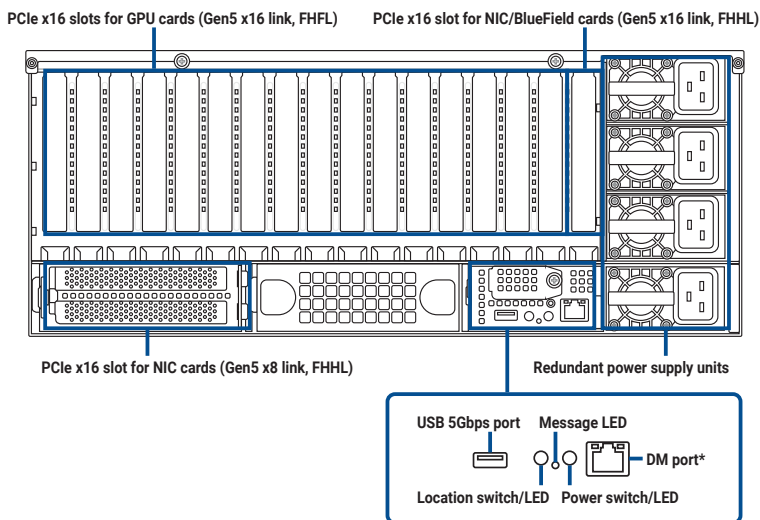 PCIe x16 slots for GPU cards (Gen5 x16 link, FHFL)
PCIe x16 slot for NIC/BlueField cards (Gen5 x16 link, FHHL)
PCIe x16 slot for NIC cards (Gen5 x8 link, FHHL)
Redundant power supply units
USB 5Gbps port
Message LED
DM port*
Location switch/LED
Power switch/LED